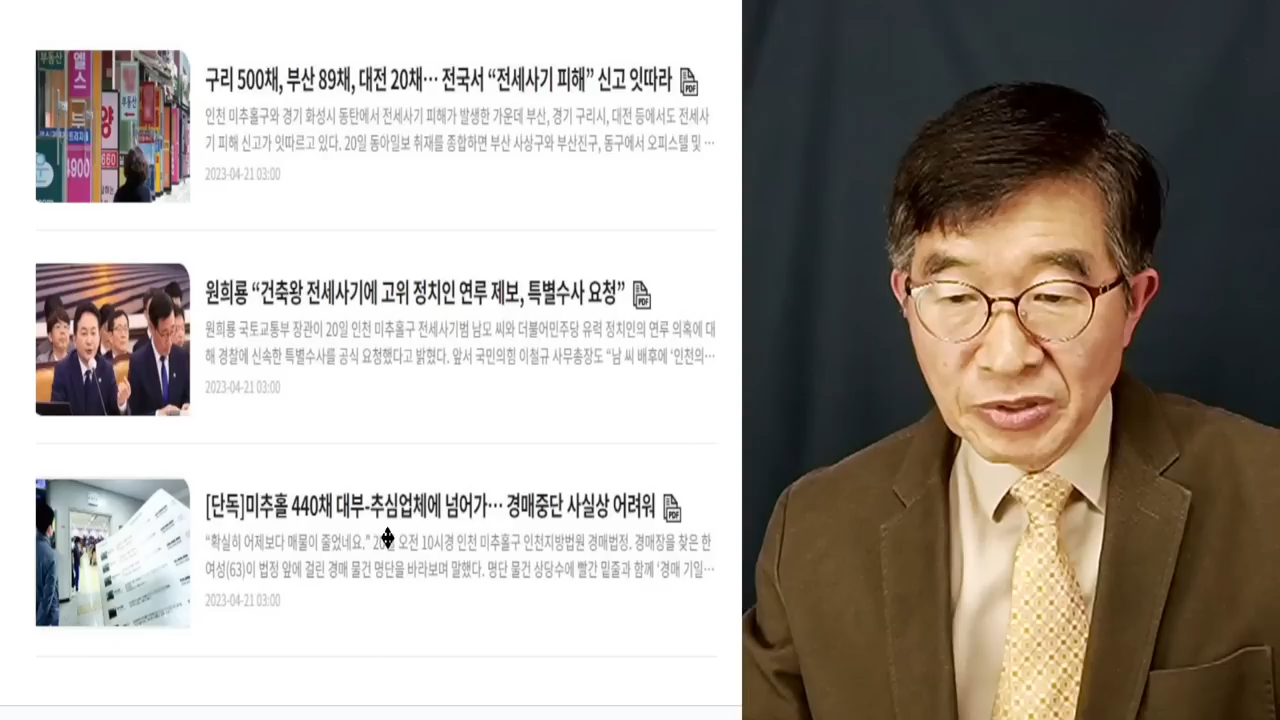 구리 500채, 부산 89채, 대전 20채… 전국서 “전세사기 피해” 신고 잇따라
인천 미추홀구와 경기 화성시 동탄에서 전세사기 피해가 발생한 가운데 부산, 경기 구리시, 대전 등에서도 전세사
기 피해 신고가 잇따르고 있다. 20일 동아일보 취재를 종합하면 부산 사상구와 부산진구, 동구에서 오피스텔 및 …
2023-04-21 03:00
원희룡 “건축왕 전세사기에 고위 정치인 연루 제보, 특별수사 요청”
원희룡 국토교통부 장관이 20일 인천 미추홀구 전세사기범 남모 씨와 더불어민주당 유력 정치인의 연루 의혹에 대
해 경찰에 신속한 특별수사를 공식 요청했다고 밝혔다. 앞서 국민의힘 이철규 사무총장도 “남 씨 배후에 ‘인천의…
2023-04-21 03:00
[단독]미추홀 440채 대부-추심업체에 넘어가… 경매중단 사실상 어려워
“확실히 어제보다 매물이 줄었네요.” 오전 10시경 인천 미추홀구 인천지방법원 경매법정. 경매장을 찾은 한
여성(63)이 법정 앞에 걸린 경매 물건 명단을 바라보며 말했다. 명단 물건 상당수에 빨간 밑줄과 함께 ‘경매 기일…
2023-04-21 03:00